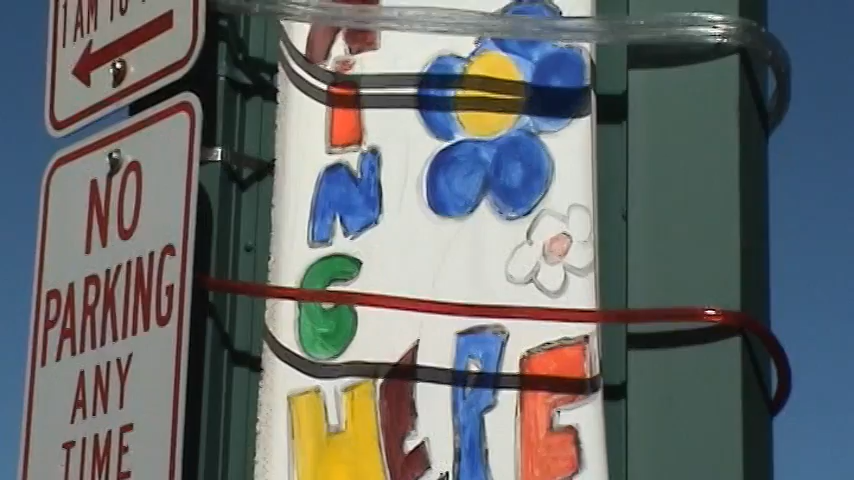 1 AM TO
NO
PARKING
ANY
TIME
ING
HERE